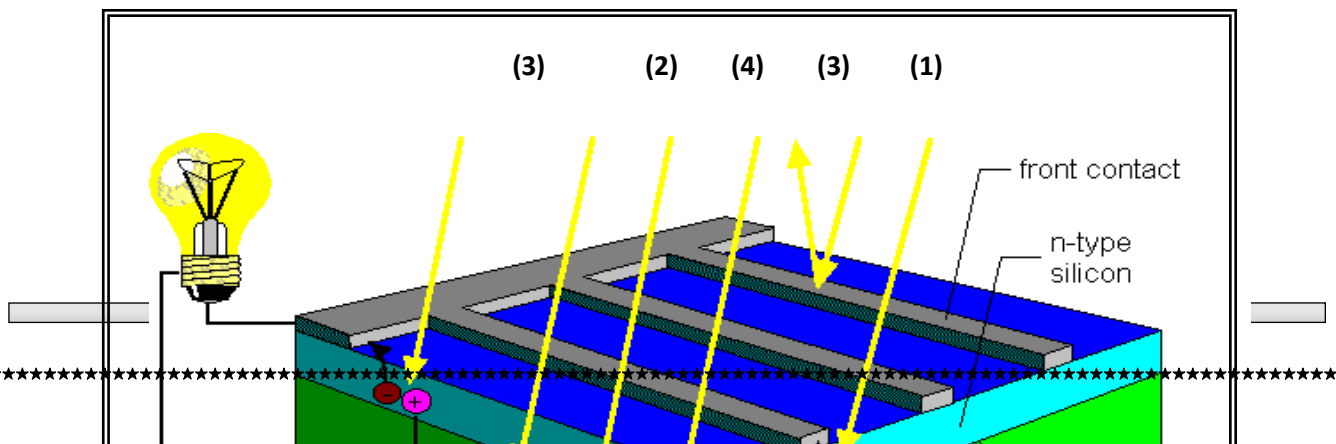 (3) (2) (4) (3) (1)
front contact
n-type
silicon
- +